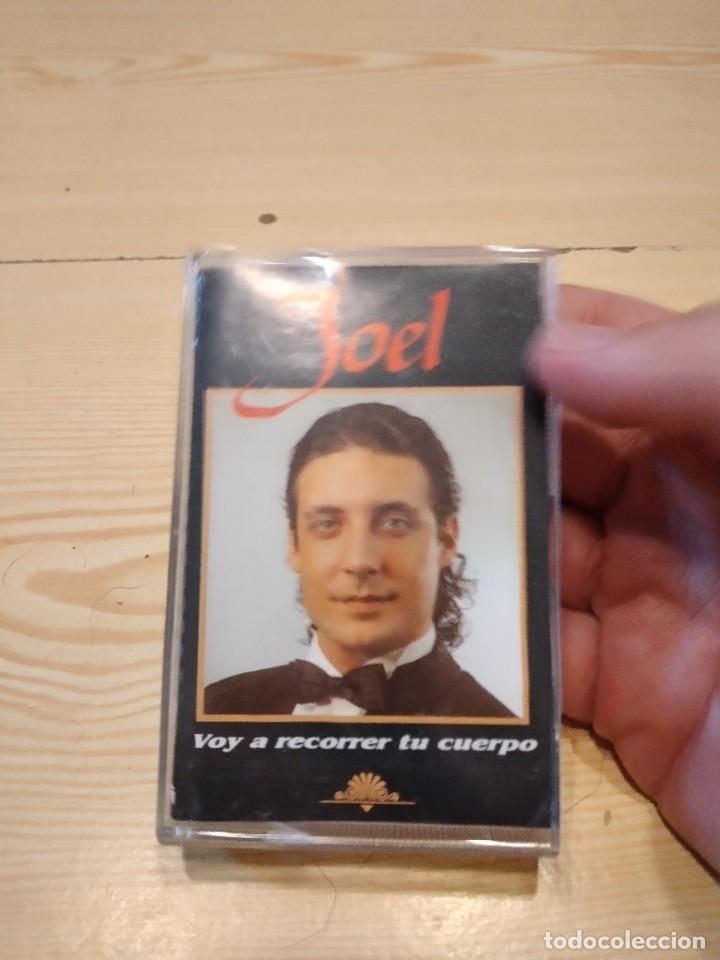 Joel
Voy a recorrer tu cuerpo
todocoleccion